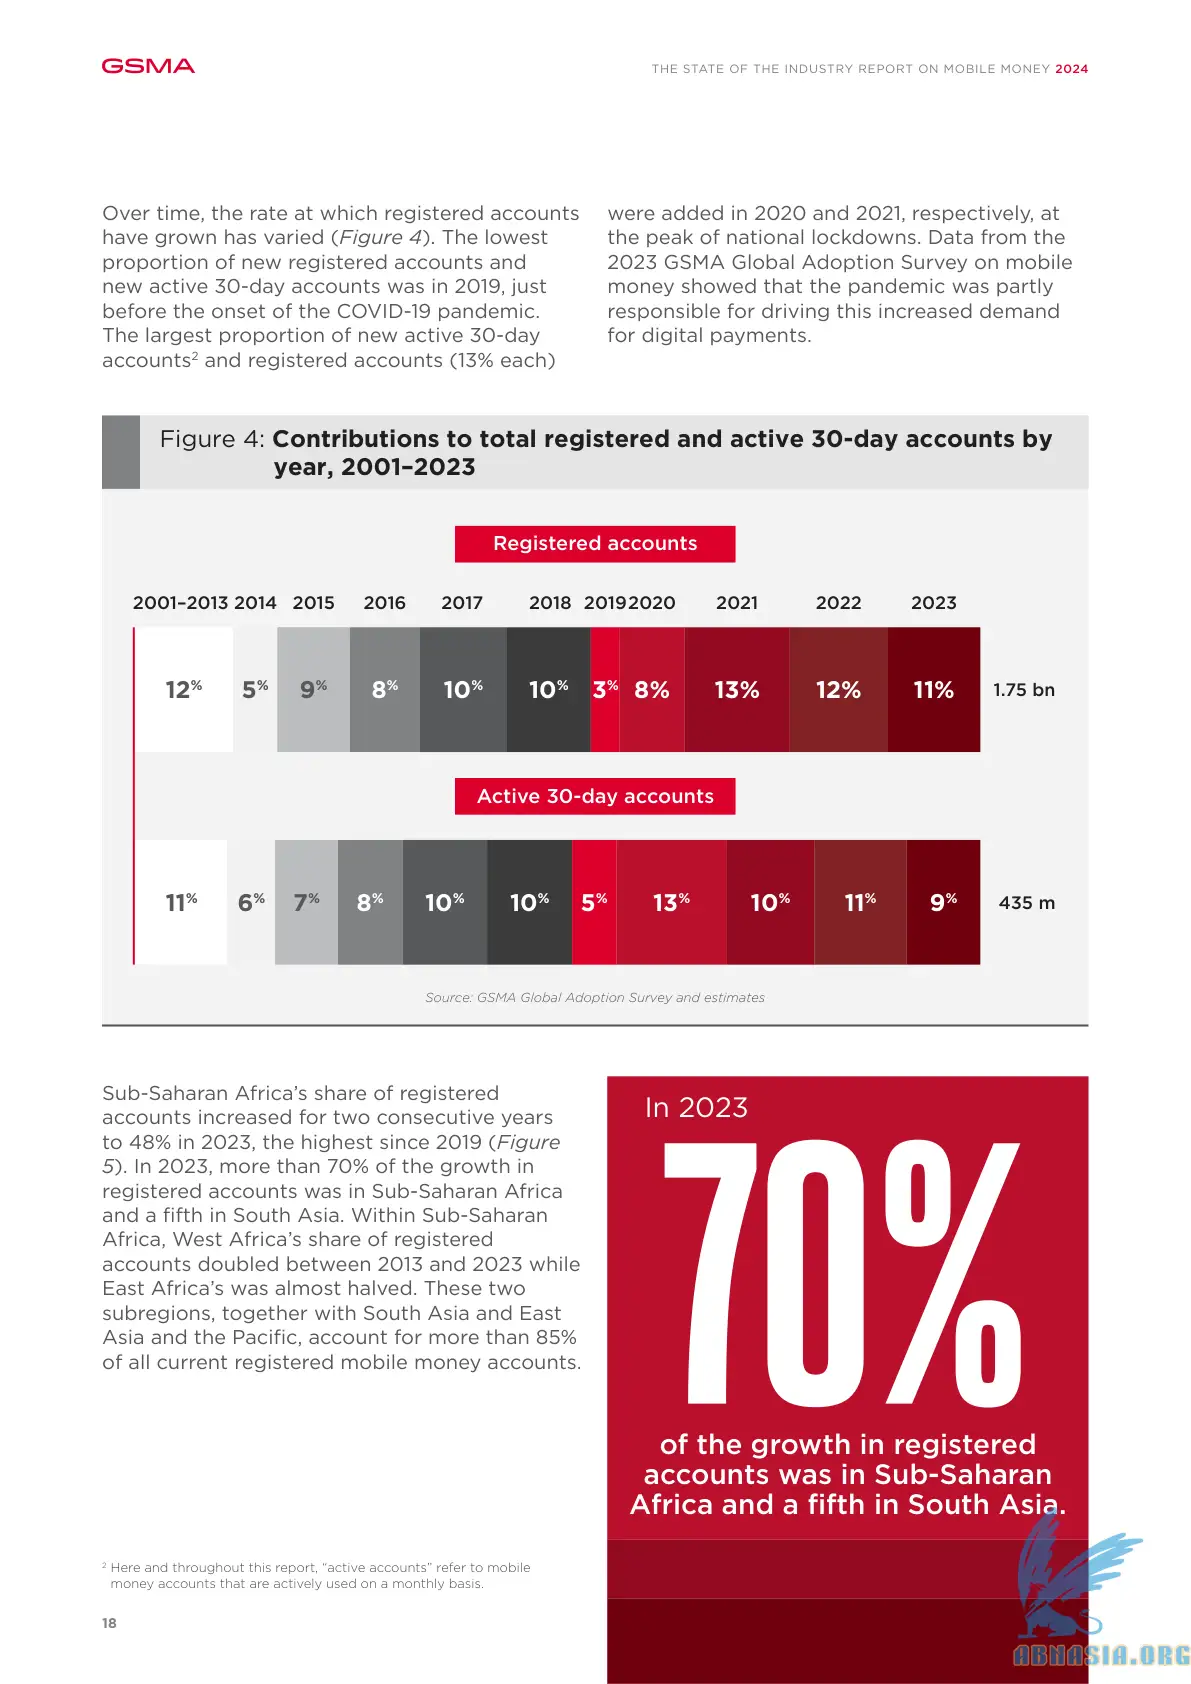 GSMA
THE STATE OF THE INDUSTRY REPORT ON MOBILE MONEY 2024
Over time, the rate at which registered accounts
have grown has varied (Figure 4). The lowest
proportion of new registered accounts and
new active 30-day accounts was in 2019, just
before the onset of the COVID-19 pandemic.
The largest proportion of new active 30-day
accounts² and registered accounts (13% each)
were added in 2020 and 2021, respectively, at
the peak of national lockdowns. Data from the
2023 GSMA Global Adoption Survey on mobile
money showed that the pandemic was partly
responsible for driving this increased demand
for digital payments.
Figure 4: Contributions to total registered and active 30-day accounts by
year, 2001–2023
Registered accounts
2001–2013 2014 2015 2016 2017 2018 2019 2020 2021 2022 2023
12% 5% 9% 8% 10% 10% 3% 8% 13% 12% 11% 1.75 bn
Active 30-day accounts
11% 6% 7% 8% 10% 10% 5% 13% 10% 11% 9% 435 m
Source: GSMA Global Adoption Survey and estimates
Sub-Saharan Africa’s share of registered
accounts increased for two consecutive years
to 48% in 2023, the highest since 2019 (Figure
5). In 2023, more than 70% of the growth in
registered accounts was in Sub-Saharan Africa
and a fifth in South Asia. Within Sub-Saharan
Africa, West Africa’s share of registered
accounts doubled between 2013 and 2023 while
East Africa’s was almost halved. These two
subregions, together with South Asia and East
Asia and the Pacific, account for more than 85%
of all current registered mobile money accounts.
In 2023
70%
of the growth in registered
accounts was in Sub-Saharan
Africa and a fifth in South Asia.
² Here and throughout this report, “active accounts” refer to mobile
money accounts that are actively used on a monthly basis.
18
ABNASIA.ORG